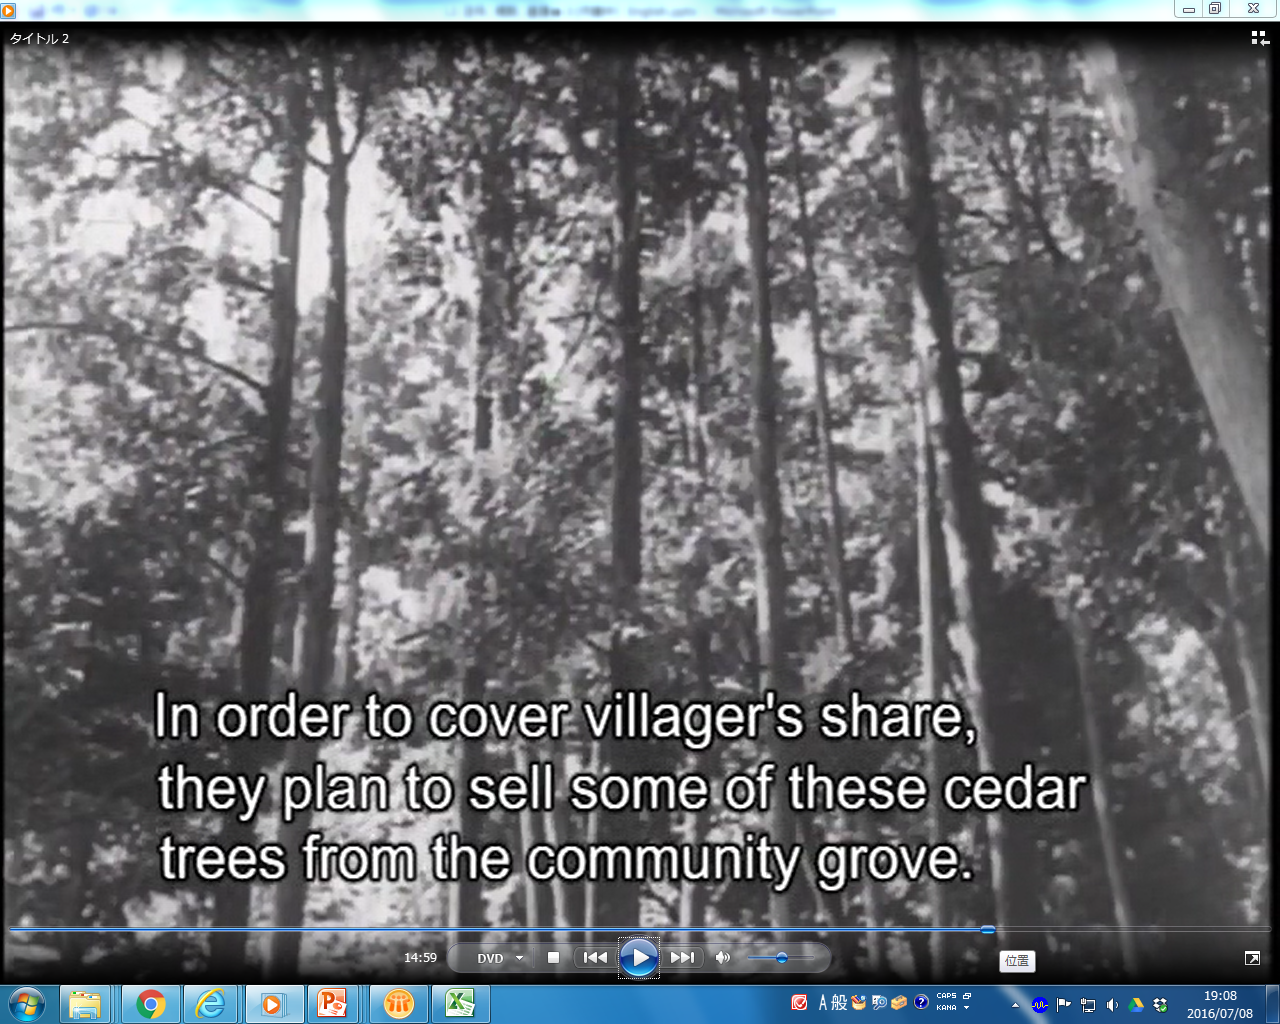 タイトル 2
In order to cover villager's share,
they plan to sell some of these cedar
trees from the community grove.
14:59
DVD
位置
A 般
CAPS
KANA
19:08
2016/07/08